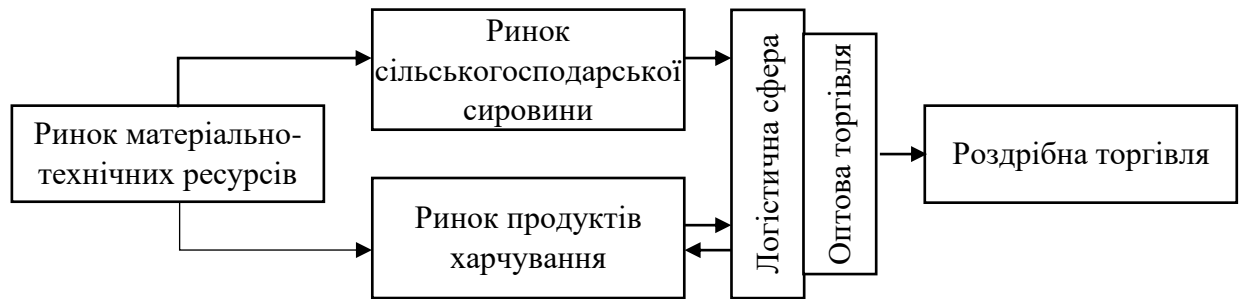 Ринок матеріально-
технічних ресурсів
Ринок
сільськогосподарської
сировини
Ринок продуктів
харчування
Логістична сфера
Оптова торгівля
Роздрібна торгівля